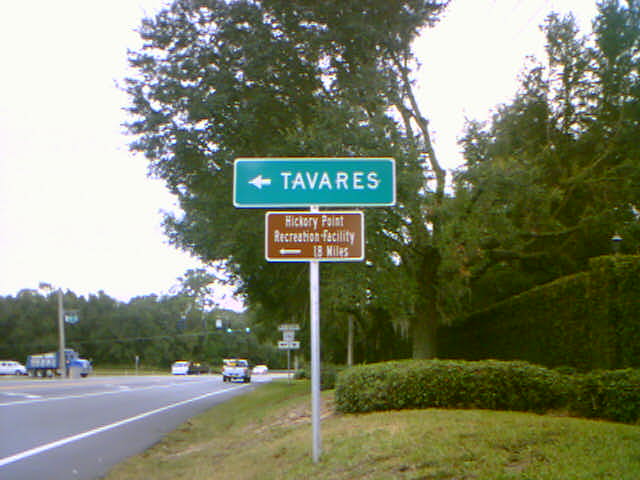 TAVARES
Hickory Point
Recreation Facility
18 Miles